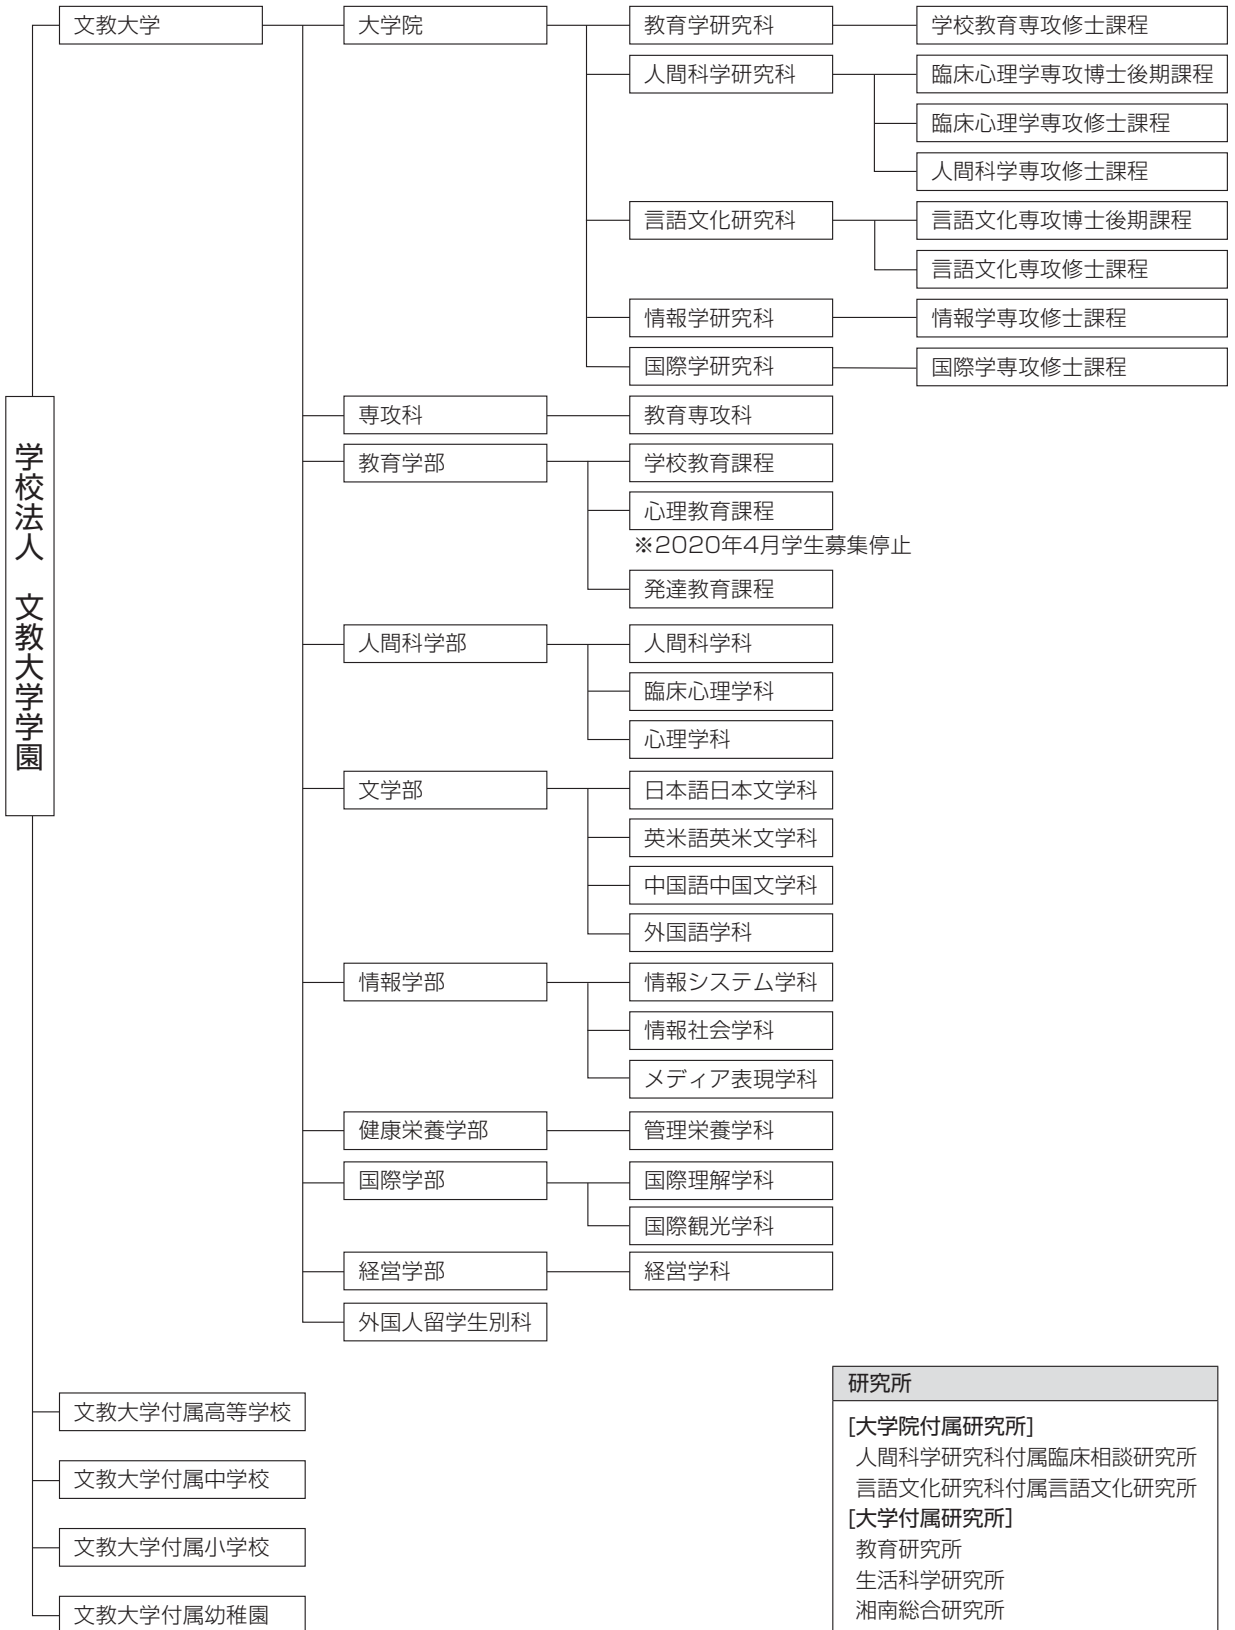 学校法人 文教大学学園
文教大学
大学院
教育学研究科
学校教育専攻修士課程
人間科学研究科
臨床心理学専攻博士後期課程
臨床心理学専攻修士課程
人間科学専攻修士課程
言語文化研究科
言語文化専攻博士後期課程
言語文化専攻修士課程
情報学研究科
情報学専攻修士課程
国際学研究科
国際学専攻修士課程
専攻科
教育専攻科
教育学部
学校教育課程
心理教育課程
※2020年4月学生募集停止
発達教育課程
人間科学部
人間科学科
臨床心理学科
心理学科
文学部
日本語日本文学科
英米語英米文学科
中国語中国文学科
外国語学科
情報学部
情報システム学科
情報社会学科
メディア表現学科
健康栄養学部
管理栄養学科
国際学部
国際理解学科
国際観光学科
経営学部
経営学科
外国人留学生別科
文教大学付属高等学校
文教大学付属中学校
文教大学付属小学校
文教大学付属幼稚園
研究所
[大学院付属研究所]
人間科学研究科付属臨床相談研究所
言語文化研究科付属言語文化研究所
[大学付属研究所]
教育研究所
生活科学研究所
湘南総合研究所